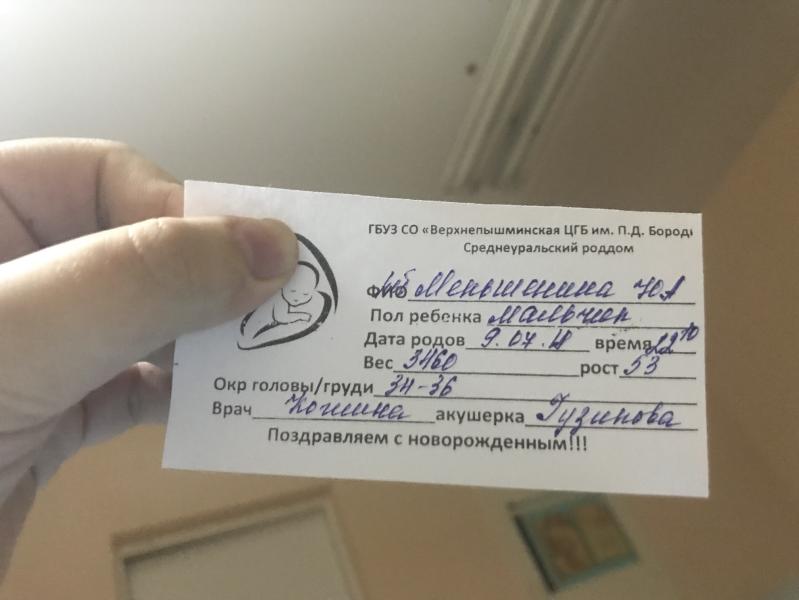 ГБУЗ СО «Верхнепышминская ЦГБ им. П.Д. Бород
Среднеуральский роддом
ФИО Меньшенина Ю А
Пол ребенка мальчик
Дата родов 9.07.18 время 22 10
Вес 3460 рост 53
Окр головы/груди 34-36
Врач Кошина акушерка Гузинова
Поздравляем с новорожденным!!!